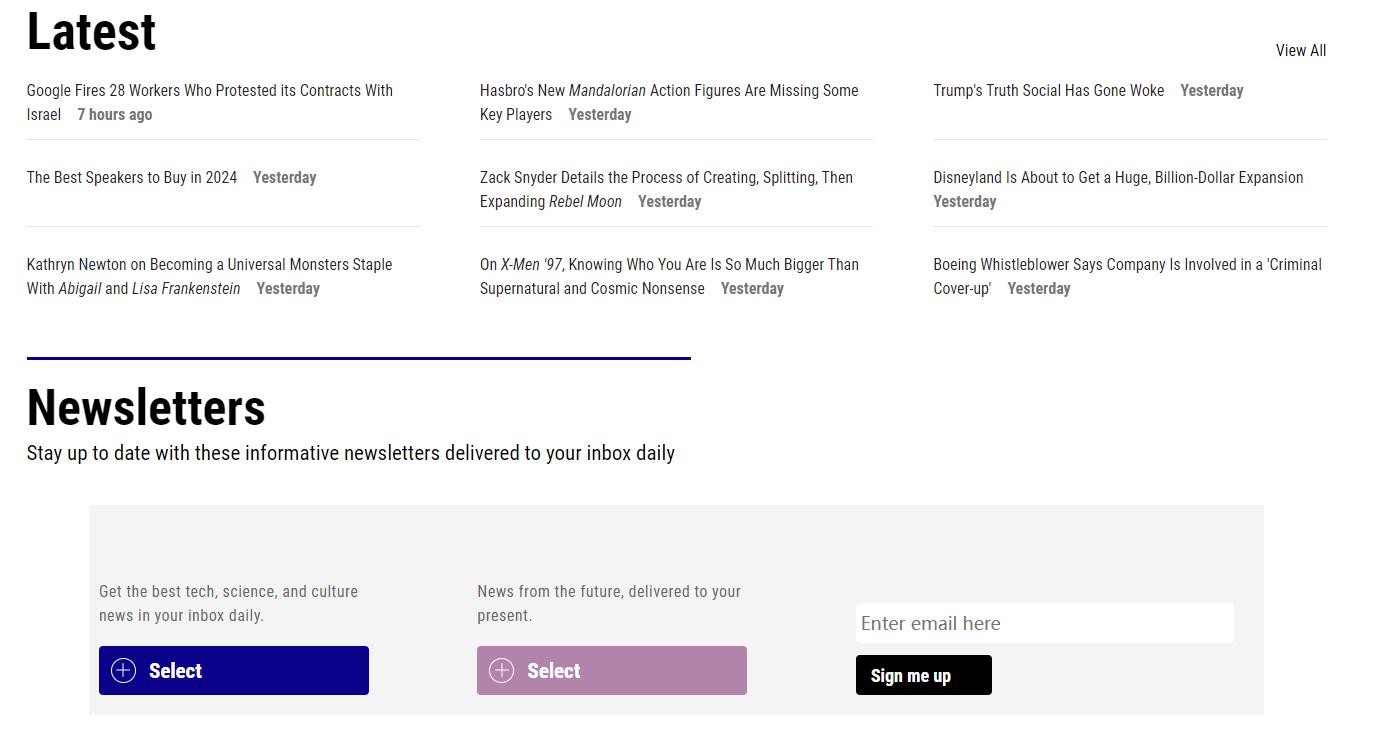 Latest
View All
Google Fires 28 Workers Who Protested its Contracts With
Israel 7 hours ago
Hasbro's New Mandalorian Action Figures Are Missing Some
Key Players Yesterday
Trump's Truth Social Has Gone Woke Yesterday
The Best Speakers to Buy in 2024 Yesterday
Zack Snyder Details the Process of Creating, Splitting, Then
Expanding Rebel Moon Yesterday
Disneyland Is About to Get a Huge, Billion-Dollar Expansion
Yesterday
Kathryn Newton on Becoming a Universal Monsters Staple
With Abigail and Lisa Frankenstein Yesterday
On X-Men '97, Knowing Who You Are Is So Much Bigger Than
Supernatural and Cosmic Nonsense Yesterday
Boeing Whistleblower Says Company Is Involved in a 'Criminal
Cover-up' Yesterday
Newsletters
Stay up to date with these informative newsletters delivered to your inbox daily
Get the best tech, science, and culture
news in your inbox daily.
Select
News from the future, delivered to your
present.
Select
Enter email here
Sign me up